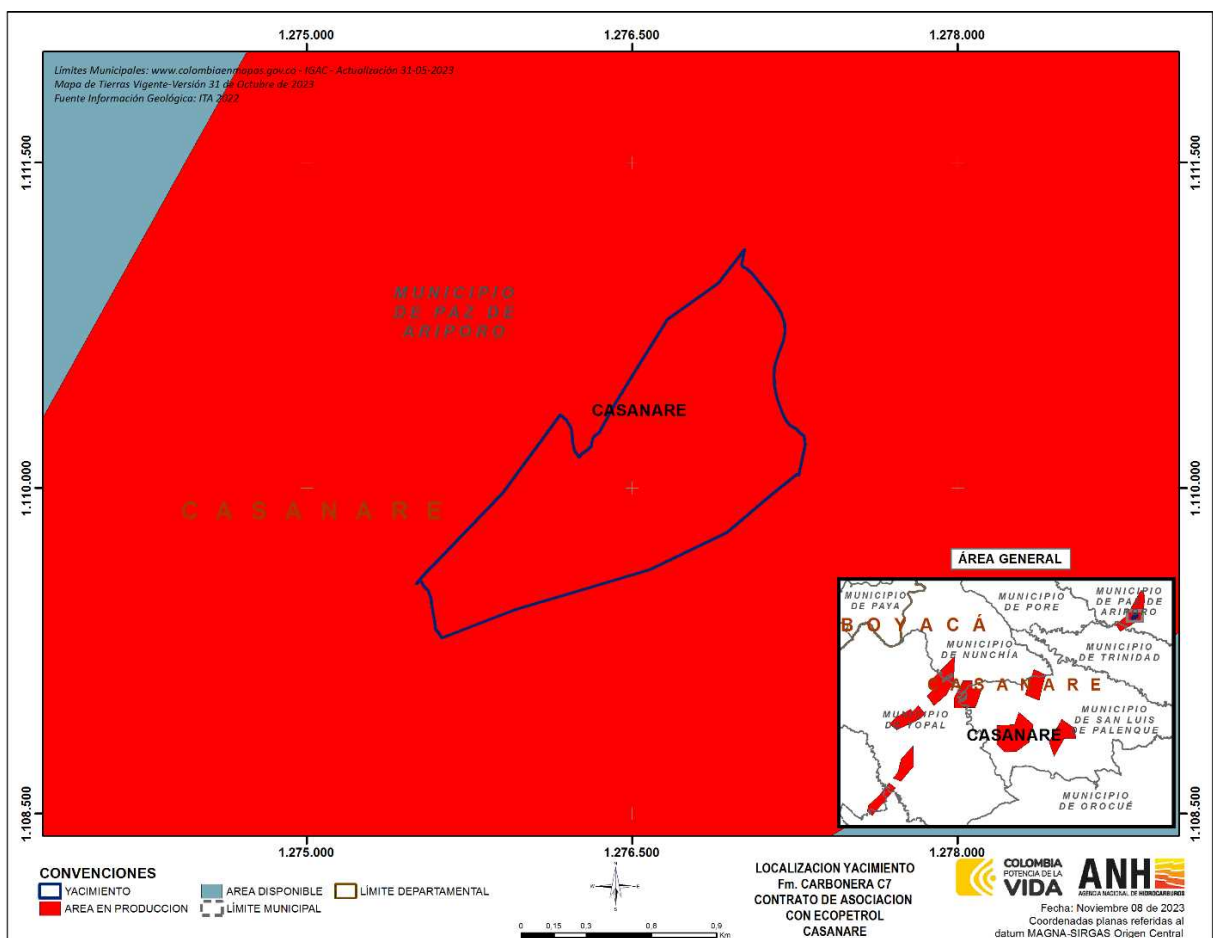 1.275.000
1.276.500
1.278.000
Límites Municipales: www.colombiaenmapas.gov.co - IGAC - Actualización 31-05-2023
Mapa de Tierras Vigente-Versión 31 de Octubre de 2023
Fuente Información Geológica: ITA 2022
1.111.500
1.111.500
MUNICIPIO
DE PAZ DE
ARIPORO
CASANARE
1.110.000
1.110.000
CASANARE
ÁREA GENERAL
MUNICIPIO
DE PAYA
MUNICIPIO
DE PORE
MUNICIPIO
DE PAZ DE
ARIPORO
BOYACÁ
MUNICIPIO
DE NUNCHÍA
MUNICIPIO
DE TRINIDAD
CASANARE
MUNICIPIO
DE YOPAL
MUNICIPIO
DE SAN LUIS
DE PALENQUE
CASANARE
MUNICIPIO
DE OROCUÉ
1.108.500
1.108.500
1.275.000
1.276.500
1.278.000
CONVENCIONES
YACIMIENTO
AREA DISPONIBLE
LÍMITE DEPARTAMENTAL
AREA EN PRODUCCION
LÍMITE MUNICIPAL
0 0,15 0,3 0,6 0,9
Km
LOCALIZACION YACIMIENTO
Fm. CARBONERA C7
CONTRATO DE ASOCIACION
CON ECOPETROL
CASANARE
COLOMBIA
POTENCIA DE LA
VIDA
ANH
AGENCIA NACIONAL DE HIDROCARBUROS
Fecha: Noviembre 08 de 2023
Coordenadas planas referidas al
datum MAGNA-SIRGAS Origen Central